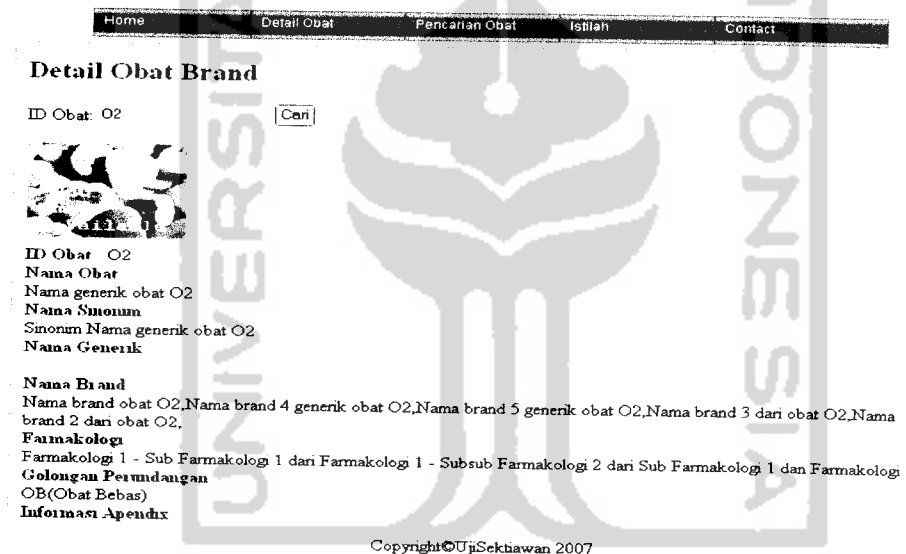 Home Detail Obat Pencarian Obat Istilah Contact
Detail Obat Brand
ID Obat: O2 Cari
ID Obat O2
Nama Obat
Nama generik obat O2
Nama Sinonim
Sinonim Nama generik obat O2
Nama Generik
Nama Brand
Nama brand obat O2,Nama brand 4 generik obat O2,Nama brand 5 generik obat O2,Nama brand 3 dari obat O2,Nama
brand 2 dari obat O2,
Farmakologi
Farmakologi 1 - Sub Farmakologi 1 dari Farmakologi 1 - Subsub Farmakologi 2 dari Sub Farmakologi 1 dan Farmakologi
Golongan Perundangan
OB(Obat Bebas)
Informasi Apendix
Copyright©UjiSektiawan 2007